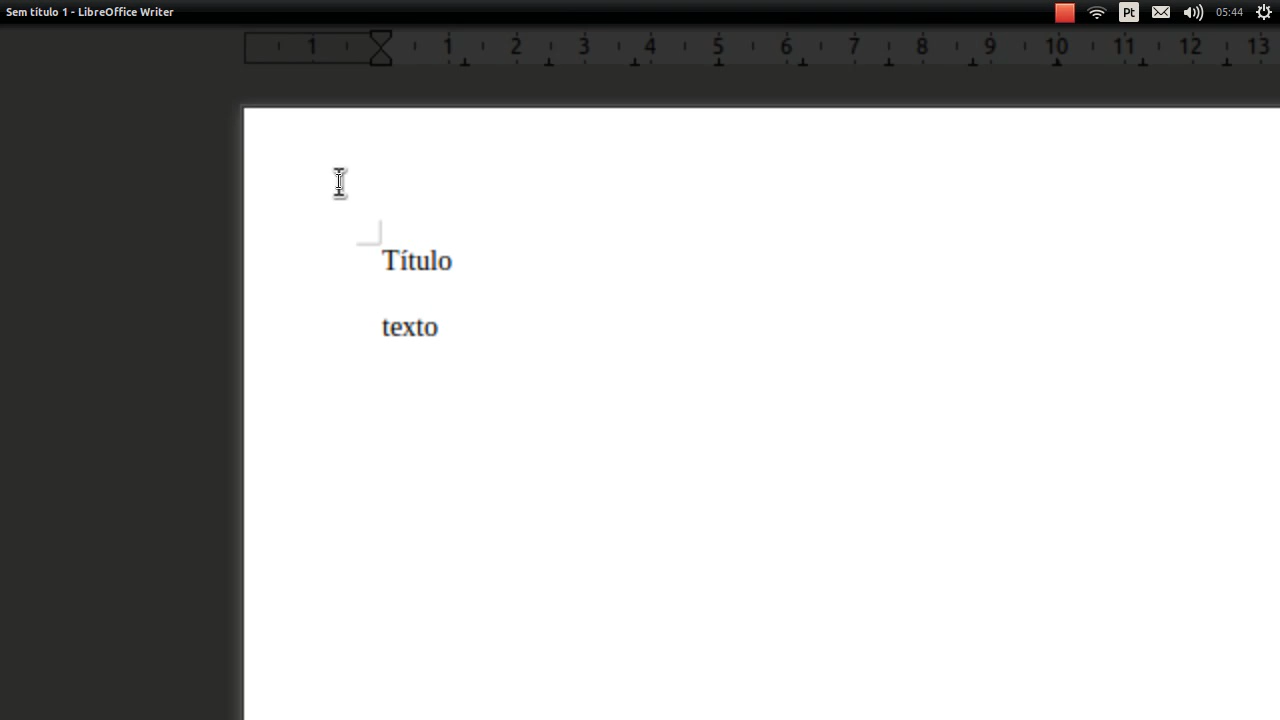 Sem título 1 - LibreOffice Writer
Pt
05:44
1 1 2 3 4 5 6 7 8 9 10 11 12 13
Título
texto